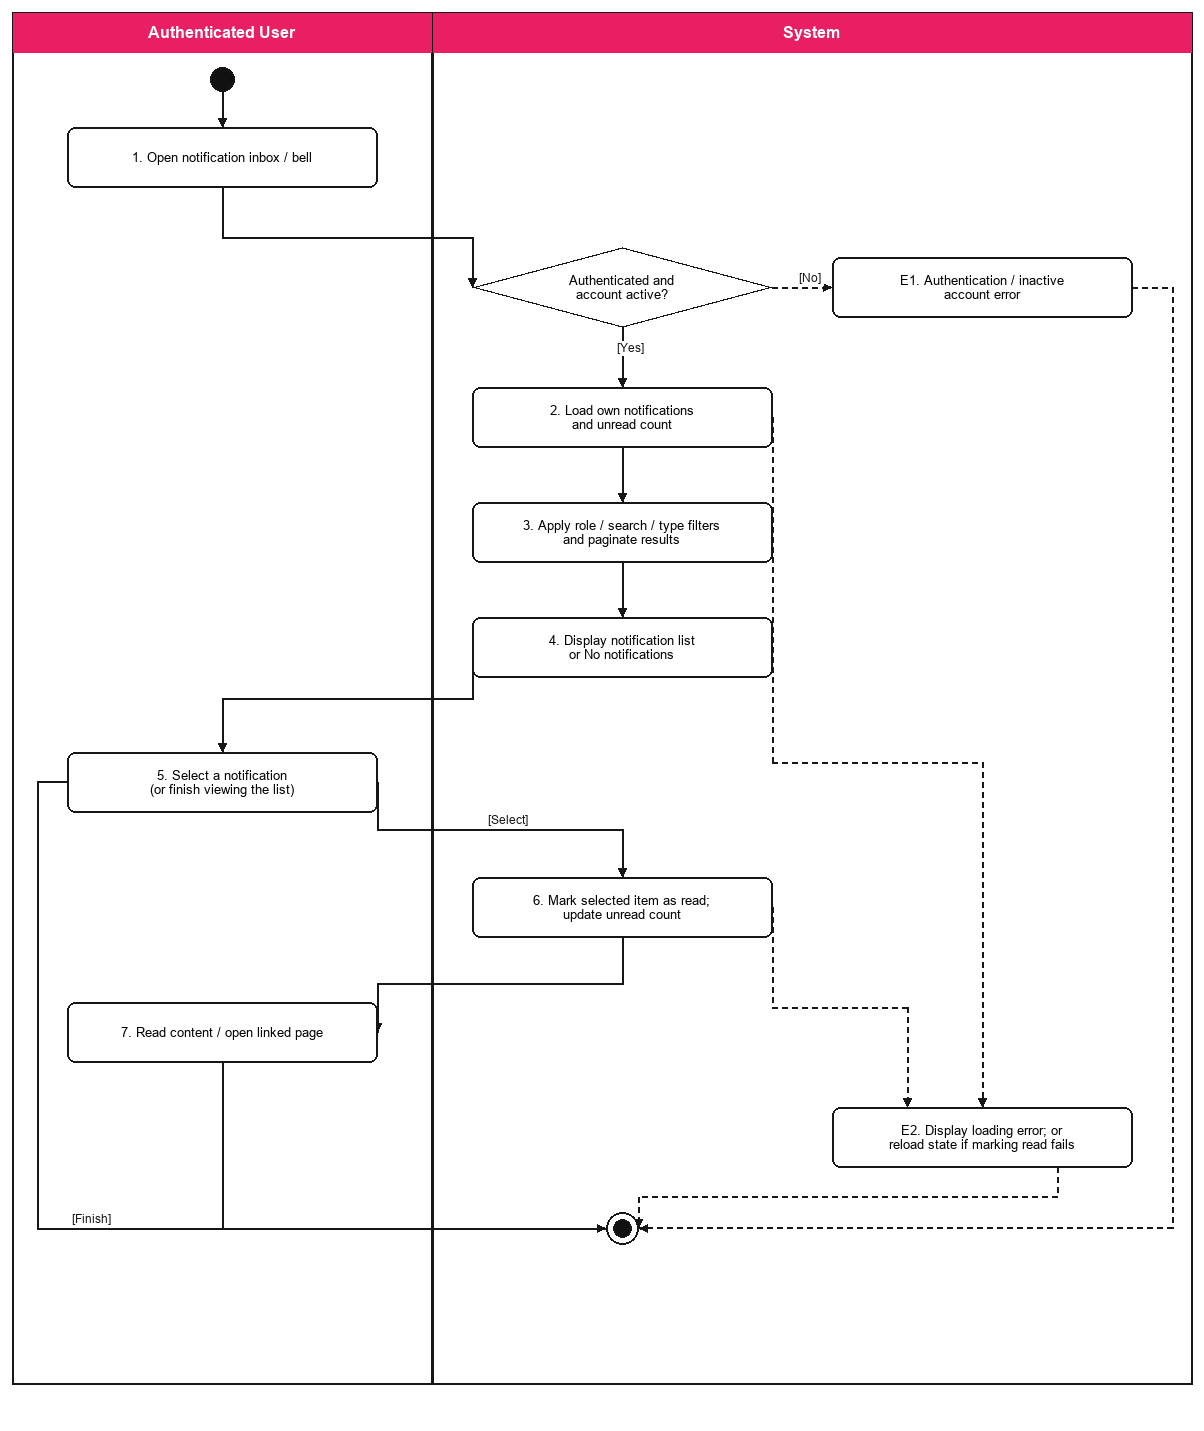 Authenticated User
System
1. Open notification inbox / bell
Authenticated and
account active?
[No]
E1. Authentication / inactive
account error
[Yes]
2. Load own notifications
and unread count
3. Apply role / search / type filters
and paginate results
4. Display notification list
or No notifications
5. Select a notification
(or finish viewing the list)
[Select]
6. Mark selected item as read;
update unread count
7. Read content / open linked page
E2. Display loading error; or
reload state if marking read fails
[Finish]